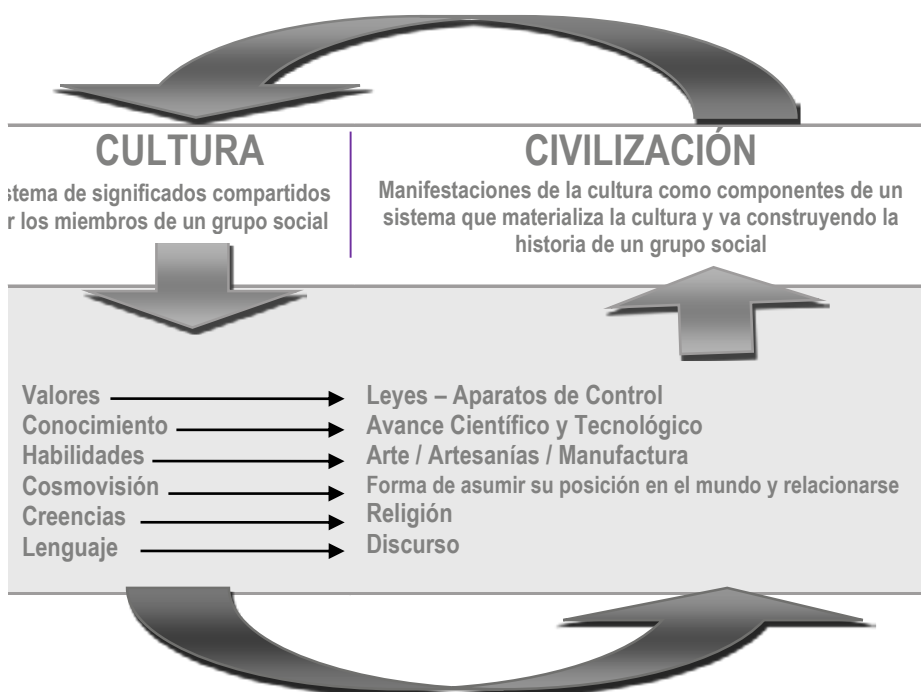 CULTURA
stema de significados compartidos
r los miembros de un grupo social
CIVILIZACIÓN
Manifestaciones de la cultura como componentes de un
sistema que materializa la cultura y va construyendo la
historia de un grupo social
Valores Leyes – Aparatos de Control
Conocimiento Avance Científico y Tecnológico
Habilidades Arte / Artesanías / Manufactura
Cosmovisión Forma de asumir su posición en el mundo y relacionarse
Creencias Religión
Lenguaje Discurso